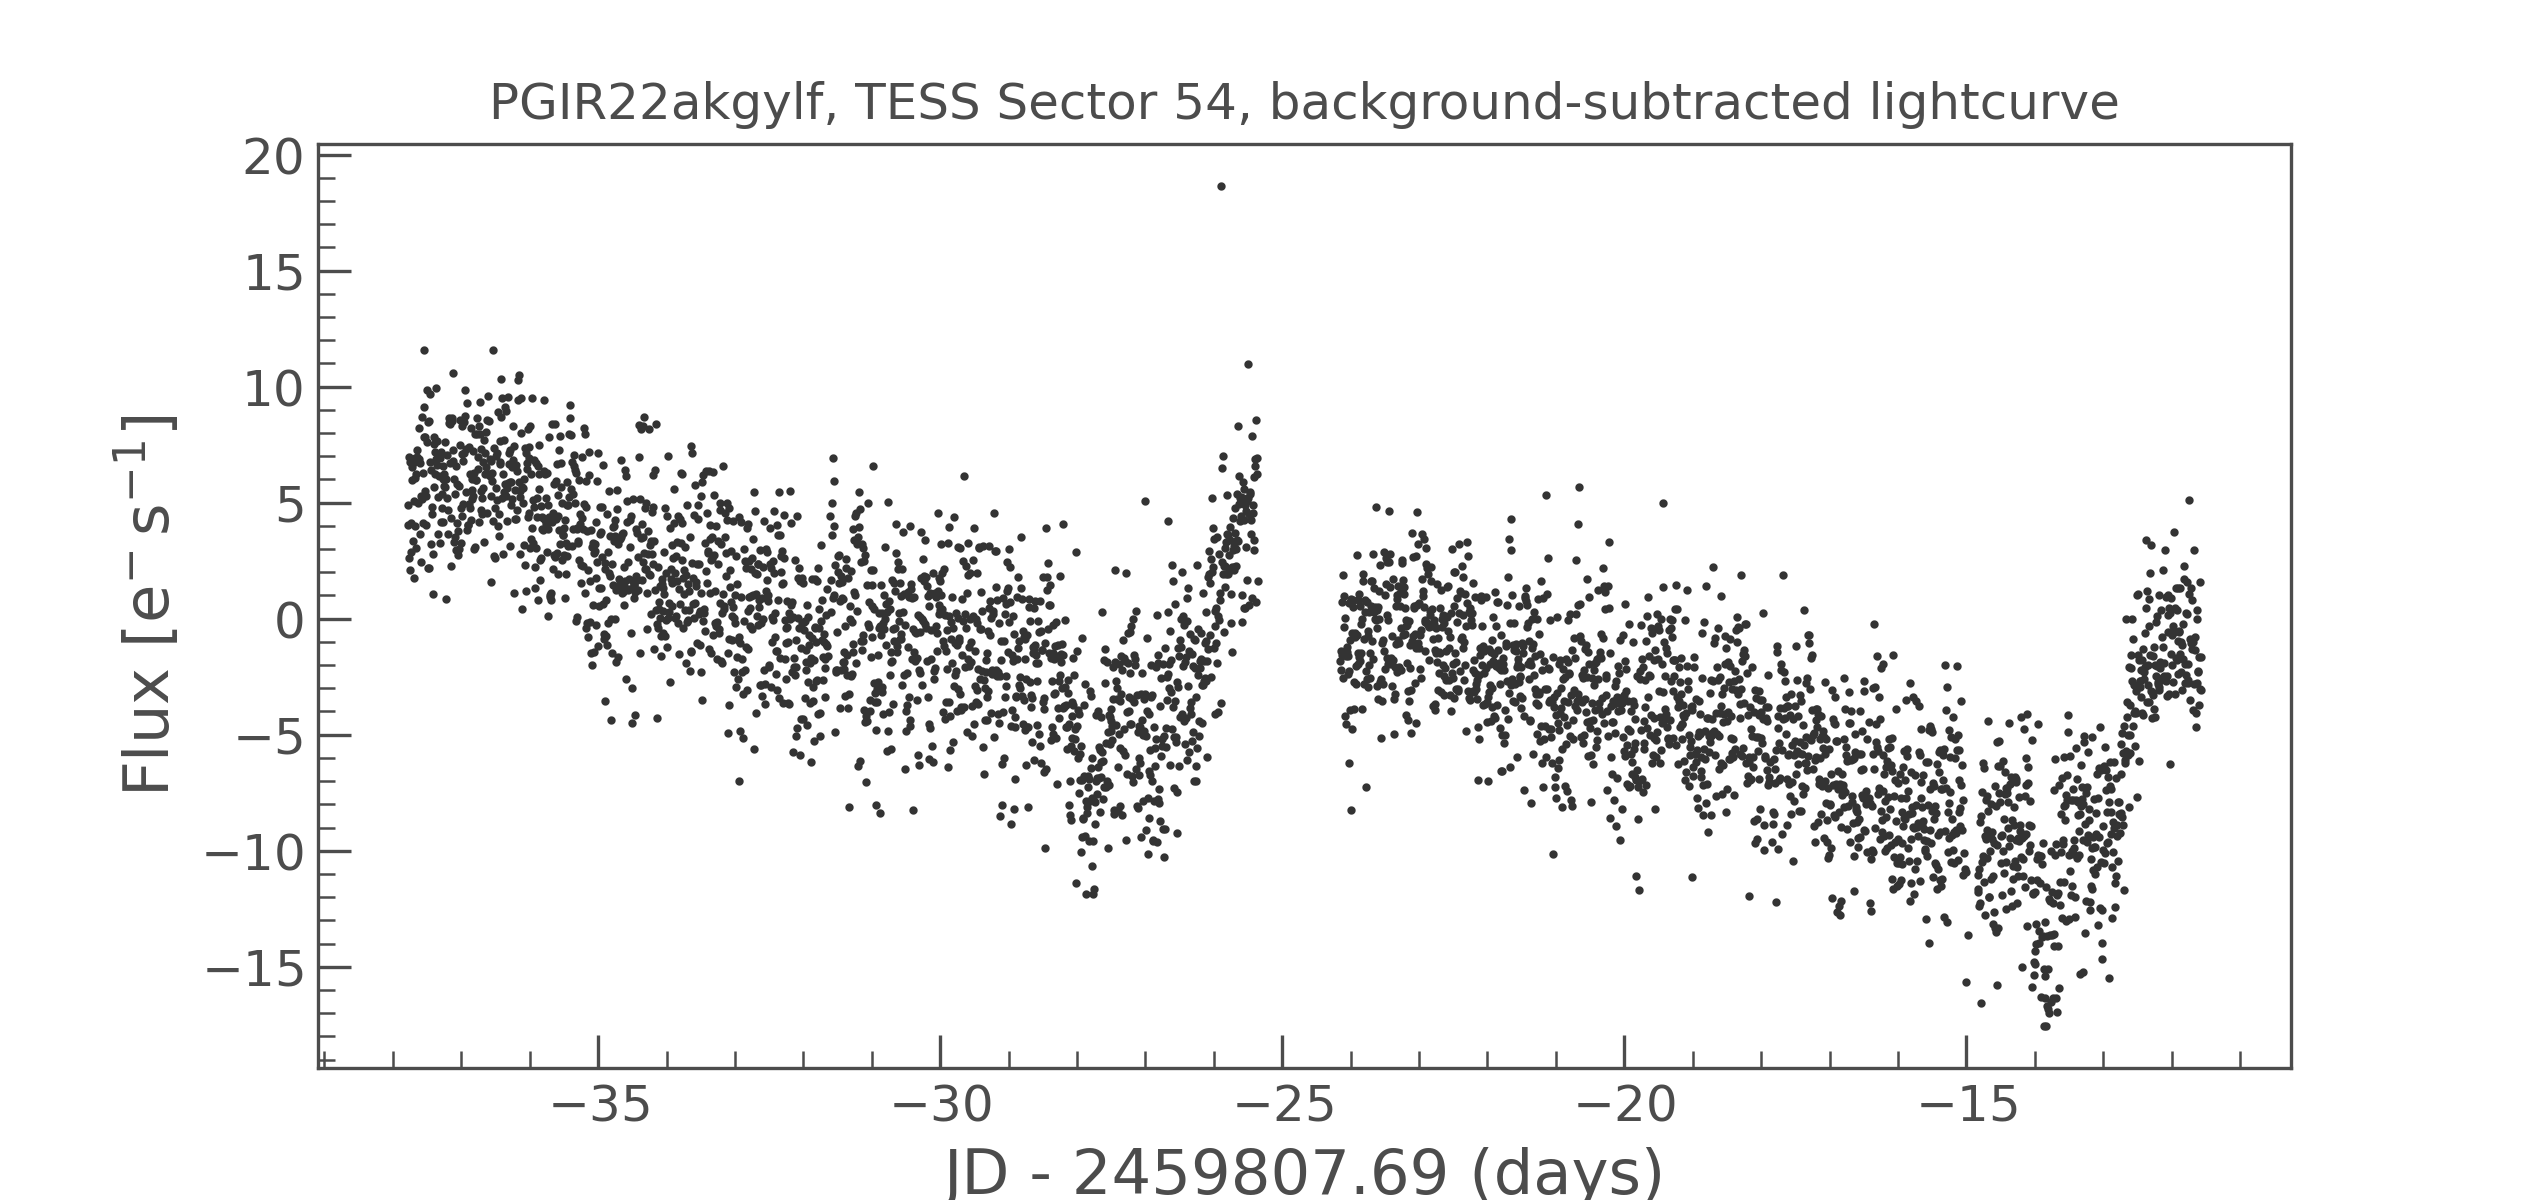 PGIR22akgylf, TESS Sector 54, background-subtracted lightcurve
20
15
10
5
0
−5
−10
−15
Flux [e⁻ s⁻¹]
−35 −30 −25 −20 −15
JD - 2459807.69 (days)